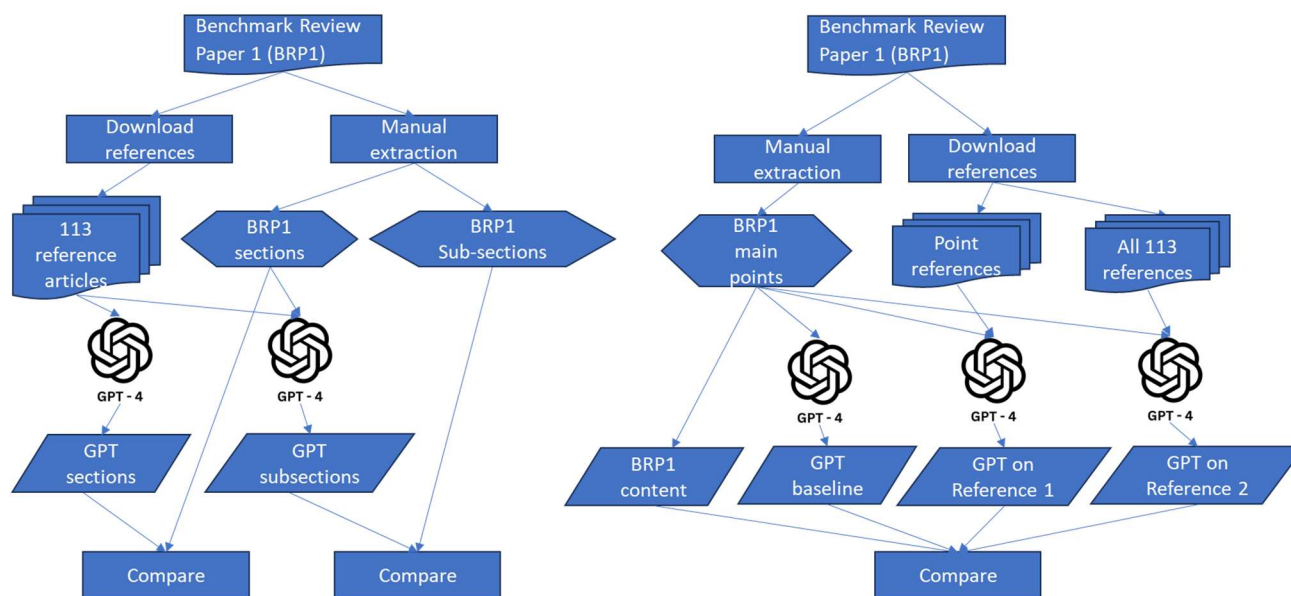 Benchmark Review
Paper 1 (BRP1)
Download
references
Manual
extraction
113
reference
articles
BRP1
sections
BRP1
Sub-sections
GPT - 4
GPT - 4
GPT
sections
GPT
subsections
Compare
Compare
Benchmark Review
Paper 1 (BRP1)
Manual
extraction
Download
references
BRP1
main
points
Point
references
All 113
references
GPT - 4
GPT - 4
GPT - 4
BRP1
content
GPT
baseline
GPT on
Reference 1
GPT on
Reference 2
Compare